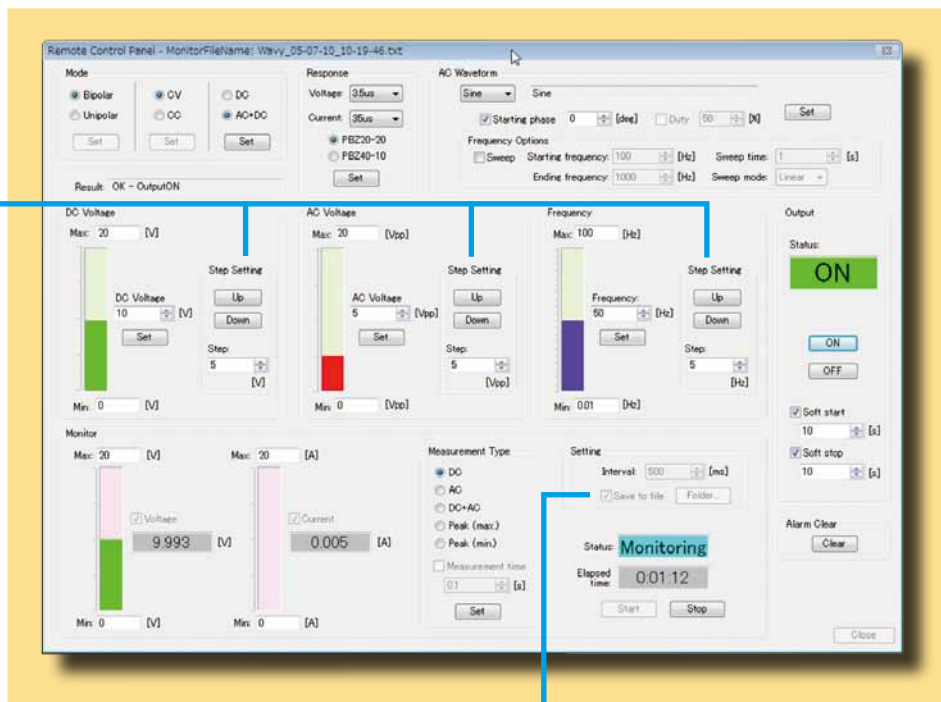 Remote Control Panel - MonitorFileName: Wavy_05-07-10_10-19-46.txt
Mode
Bipolar
Unipolar
Set
CV
CC
Set
DC
AC+DC
Set
Result: OK - OutputON
Response
Voltage: 3.5us
Current: 35us
PBZ20-20
PBZ40-10
Set
AC Waveform
Sine Sine
Starting phase 0 [deg] Duty 50 [%] Set
Frequency Options
Sweep Starting frequency: 100 [Hz] Sweep time: 1 [s]
Ending frequency: 1000 [Hz] Sweep mode: Linear
DC Voltage
Max: 20 [V]
DC Voltage
10 [V]
Set
Min: 0 [V]
Step Setting
Up
Down
Step:
5
[V]
AC Voltage
Max: 20 [Vpp]
AC Voltage
5 [Vpp]
Set
Min: 0 [Vpp]
Step Setting
Up
Down
Step:
5
[Vpp]
Frequency
Max: 100 [Hz]
Frequency:
50 [Hz]
Set
Min: 0.01 [Hz]
Step Setting
Up
Down
Step:
5
[Hz]
Output
Status:
ON
ON
OFF
Soft start
10 [s]
Soft stop
10 [s]
Monitor
Max: 20 [V]
Voltage
9.993 [V]
Min: 0 [V]
Max: 20 [A]
Current
0.005 [A]
Min: 0 [A]
Measurement Type
DC
AC
DC+AC
Peak (max.)
Peak (min.)
Measurement time
0.1 [s]
Set
Setting
Interval: 500 [ms]
Save to file Folder...
Status: Monitoring
Elapsed time: 0:01:12
Start Stop
Alarm Clear
Clear
Close